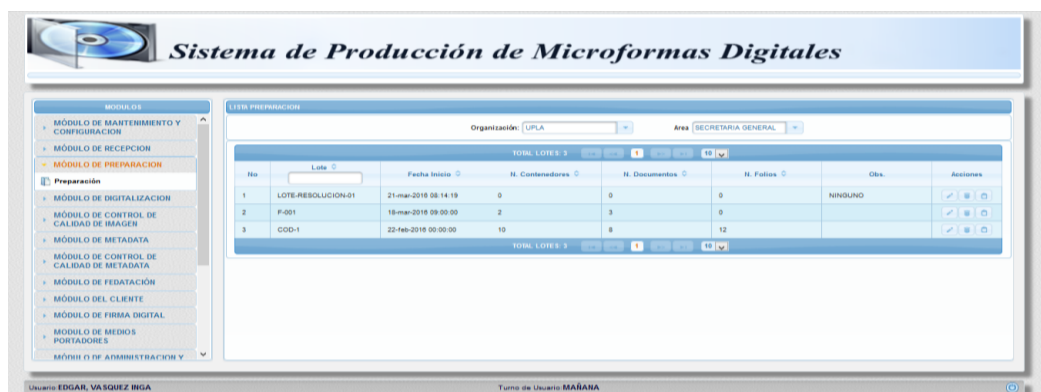 Sistema de Producción de Microformas Digitales
MODULOS
MÓDULO DE MANTENIMIENTO Y
CONFIGURACION
MÓDULO DE RECEPCION
MÓDULO DE PREPARACION
Preparación
MÓDULO DE DIGITALIZACION
MÓDULO DE CONTROL DE
CALIDAD DE IMAGEN
MÓDULO DE METADATA
MÓDULO DE CONTROL DE
CALIDAD DE METADATA
MÓDULO DE FEDATACIÓN
MÓDULO DEL CLIENTE
MÓDULO DE FIRMA DIGITAL
MODULO DE MEDIOS
PORTADORES
MÓDULO DE ADMINISTRACION Y
LISTA PREPARACION
Organización: UPLA Area SECRETARIA GENERAL
TOTAL LOTES: 3 1 10
No Lote Fecha Inicio N. Contenedores N. Documentos N. Folios Obs. Acciones
1 LOTE-RESOLUCION-01 21-mar-2016 08:14:19 0 0 0 NINGUNO
2 F-001 18-mar-2016 09:00:00 2 3 0
3 COD-1 22-feb-2016 00:00:00 10 8 12
TOTAL LOTES: 3 1 10
Usuario:EDGAR, VASQUEZ INGA Turno de Usuario:MAÑANA